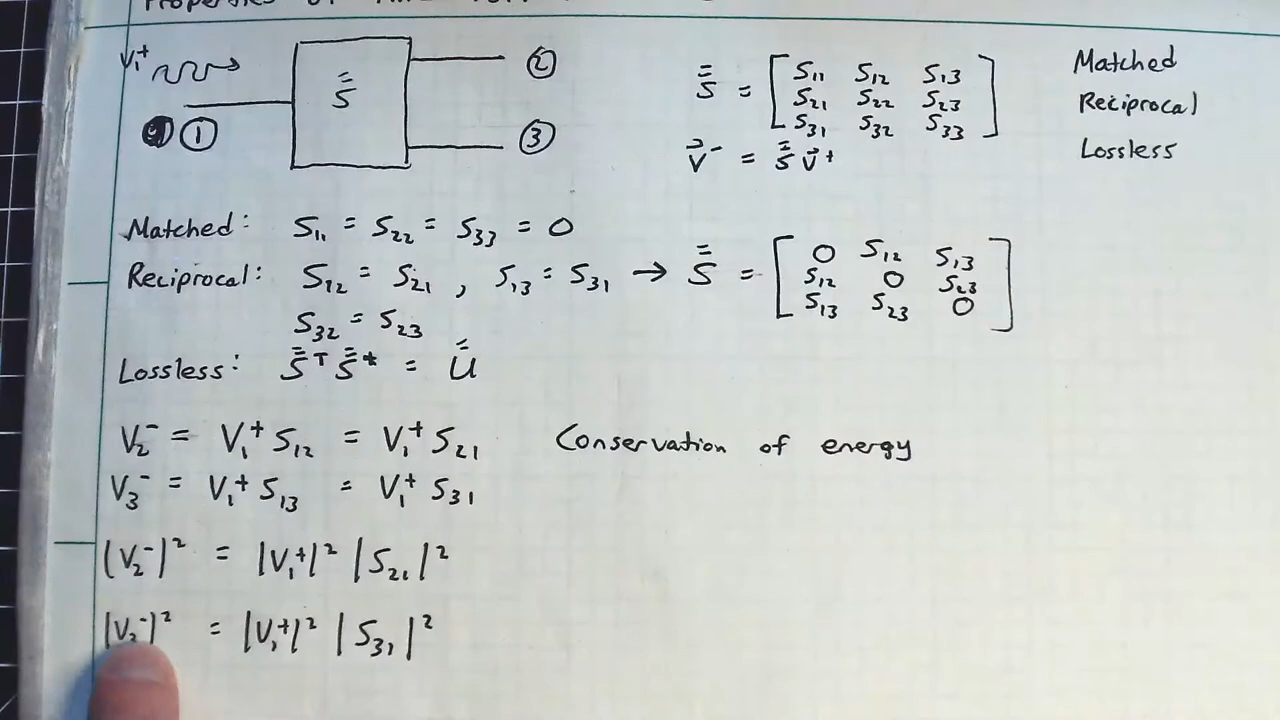 Properties of
V₁⁺
S̿
①
②
③
S̿ = [ S₁₁ S₁₂ S₁₃
S₂₁ S₂₂ S₂₃
S₃₁ S₃₂ S₃₃ ]
V⃗⁻ = S̿ V⃗⁺
Matched
Reciprocal
Lossless
Matched: S₁₁ = S₂₂ = S₃₃ = 0
Reciprocal: S₁₂ = S₂₁ , S₁₃ = S₃₁ → S̿ = [ 0 S₁₂ S₁₃
S₁₂ 0 S₂₃
S₁₃ S₂₃ 0 ]
S₃₂ = S₂₃
Lossless: S̿ᵀ S̿* = U̿
V₂⁻ = V₁⁺ S₁₂ = V₁⁺ S₂₁ Conservation of energy
V₃⁻ = V₁⁺ S₁₃ = V₁⁺ S₃₁
|V₂⁻|² = |V₁⁺|² |S₂₁|²
|V₃⁻|² = |V₁⁺|² |S₃₁|²